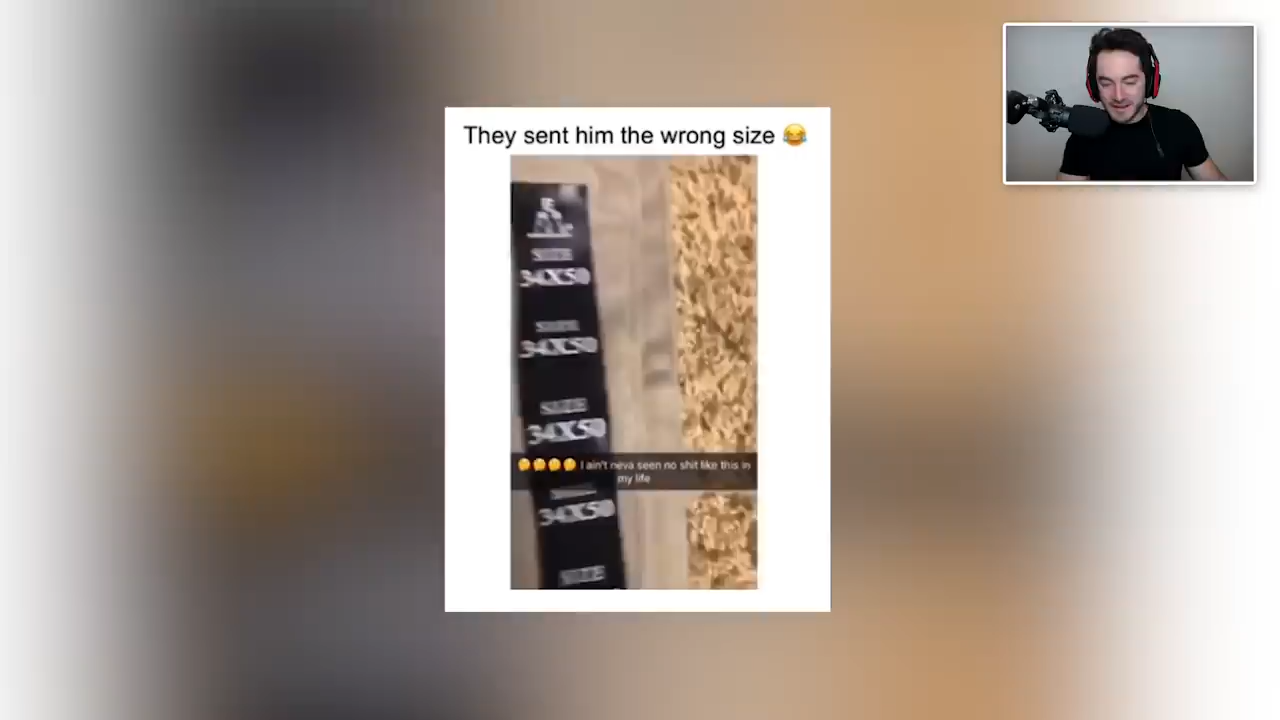 They sent him the wrong size 😂
SIZE
34X50
SIZE
34X50
SIZE
34X50
🤔🤔🤔🤔 I ain't neva seen no shit like this in
my life
34X50
SIZE